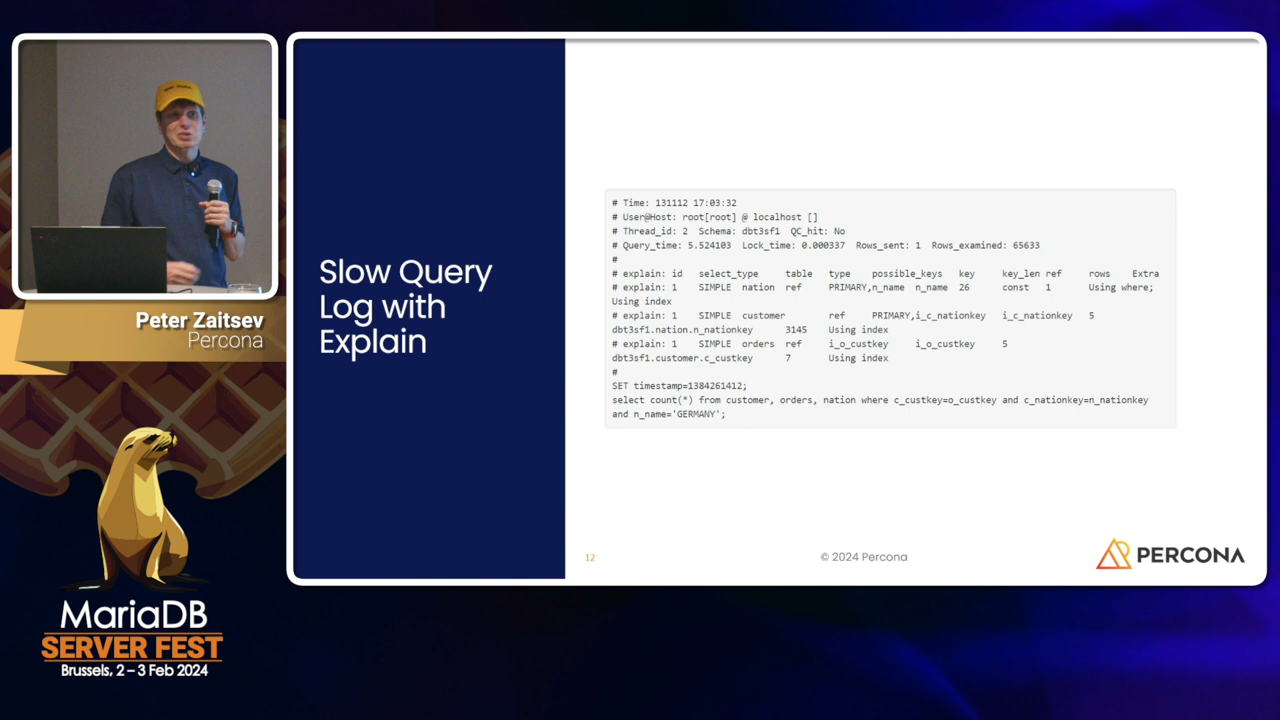 Peter Zaitsev
Percona
MariaDB
SERVER FEST
Brussels, 2 – 3 Feb 2024
Slow Query
Log with
Explain
# Time: 131112 17:03:32
# User@Host: root[root] @ localhost []
# Thread_id: 2  Schema: dbt3sf1  QC_hit: No
# Query_time: 5.524103  Lock_time: 0.000337  Rows_sent: 1  Rows_examined: 65633
#
# explain: id   select_type     table   type    possible_keys   key     key_len ref     rows    Extra
# explain: 1    SIMPLE  nation  ref     PRIMARY,n_name  n_name  26      const   1       Using where;
Using index
# explain: 1    SIMPLE  customer        ref     PRIMARY,i_c_nationkey   i_c_nationkey   5
dbt3sf1.nation.n_nationkey      3145    Using index
# explain: 1    SIMPLE  orders  ref     i_o_custkey     i_o_custkey     5
dbt3sf1.customer.c_custkey      7       Using index
#
SET timestamp=1384261412;
select count(*) from customer, orders, nation where c_custkey=o_custkey and c_nationkey=n_nationkey
and n_name='GERMANY';
12
© 2024 Percona
PERCONA